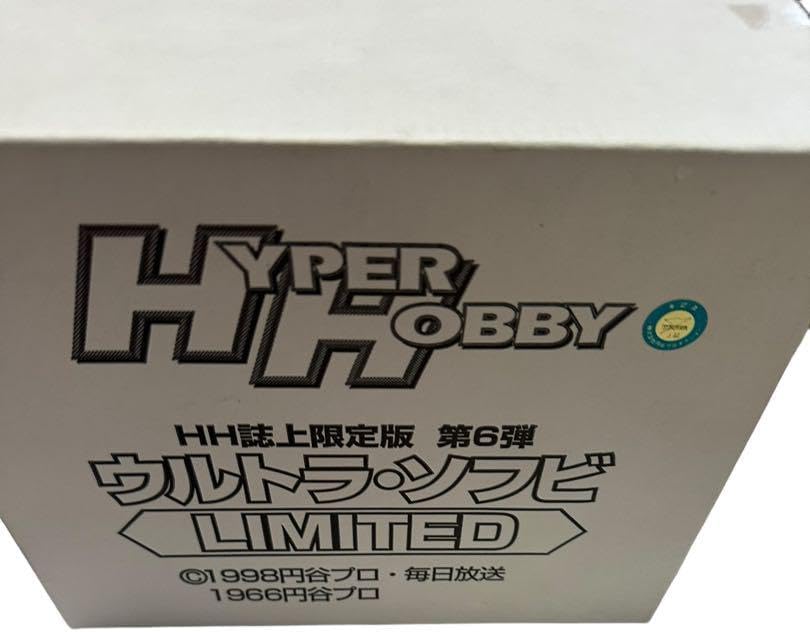 HYPER
HOBBY
HH誌上限定版 第6弾
ウルトラ・ソフビ
LIMITED
©1998円谷プロ・毎日放送
1966円谷プロ